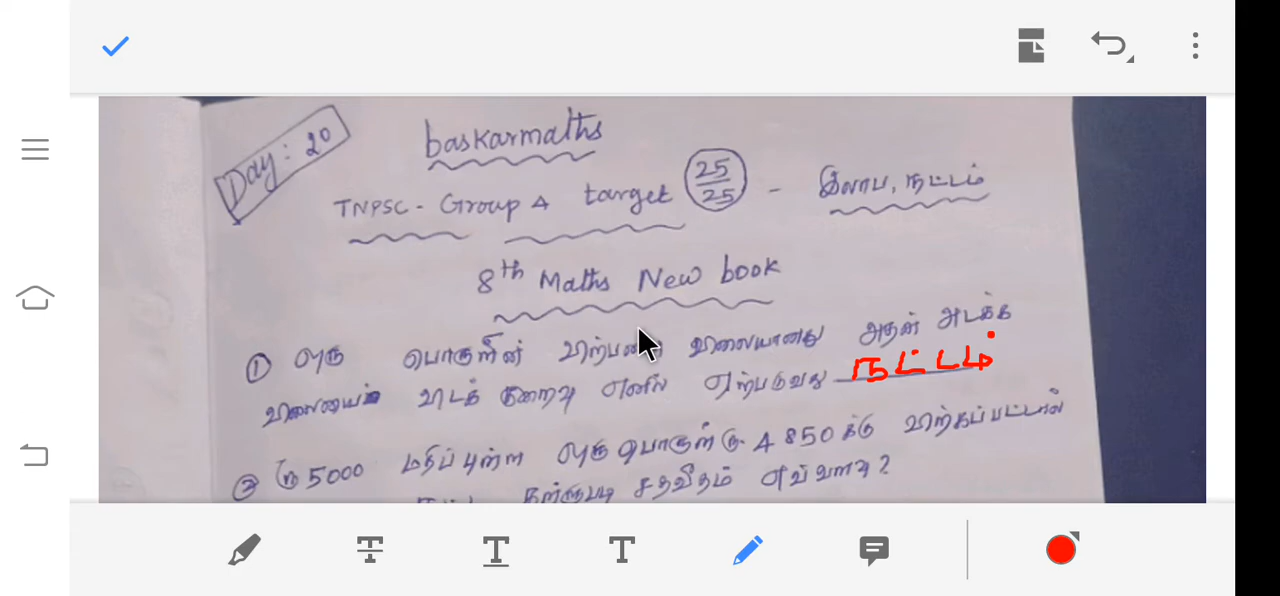 Day: 20
baskarmaths
TNPSC - Group 4 target 25/25 - இலாப, நட்டம்
8th Maths New book
① ஒரு பொருளின் விற்பனை விலையானது அதன் அடக்க
விலையை விடக் குறைவு எனில் ஏற்படுவது நட்டம்
② ரூ 5000 மதிப்புள்ள ஒரு பொருள் ரூ. 4850 க்கு விற்கப்பட்டால்
தள்ளுபடி சதவீதம் எவ்வளவு?